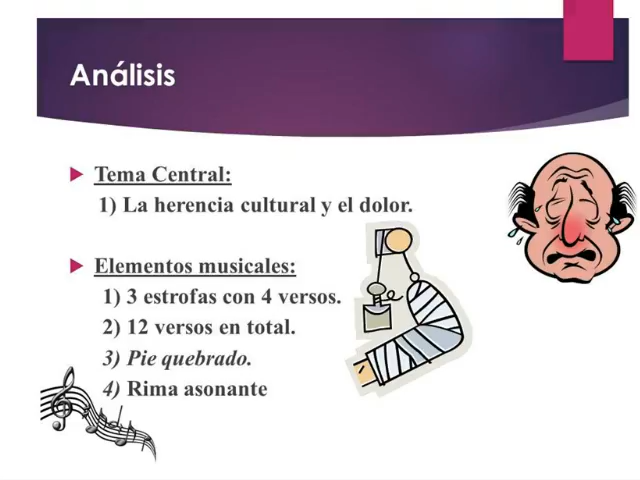 Análisis
Tema Central:
1) La herencia cultural y el dolor.
Elementos musicales:
1) 3 estrofas con 4 versos.
2) 12 versos en total.
3) Pie quebrado.
4) Rima asonante